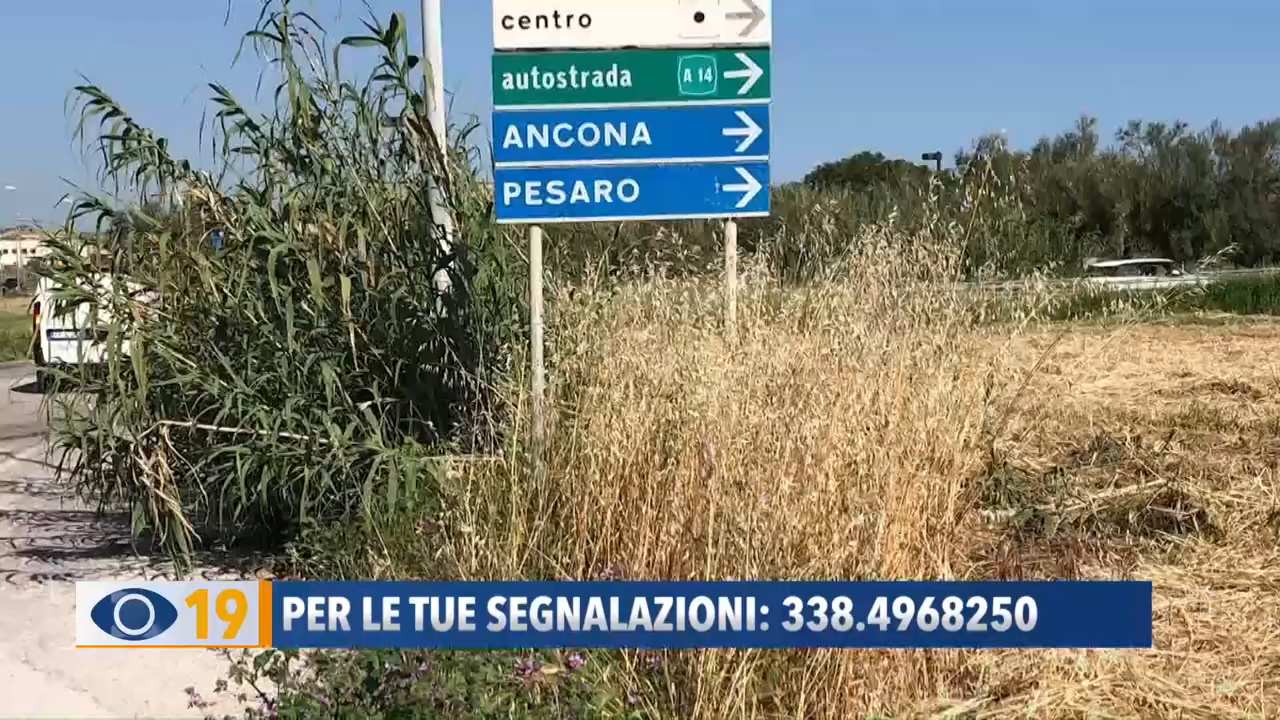 centro
autostrada A 14
ANCONA
PESARO
19 PER LE TUE SEGNALAZIONI: 338.4968250